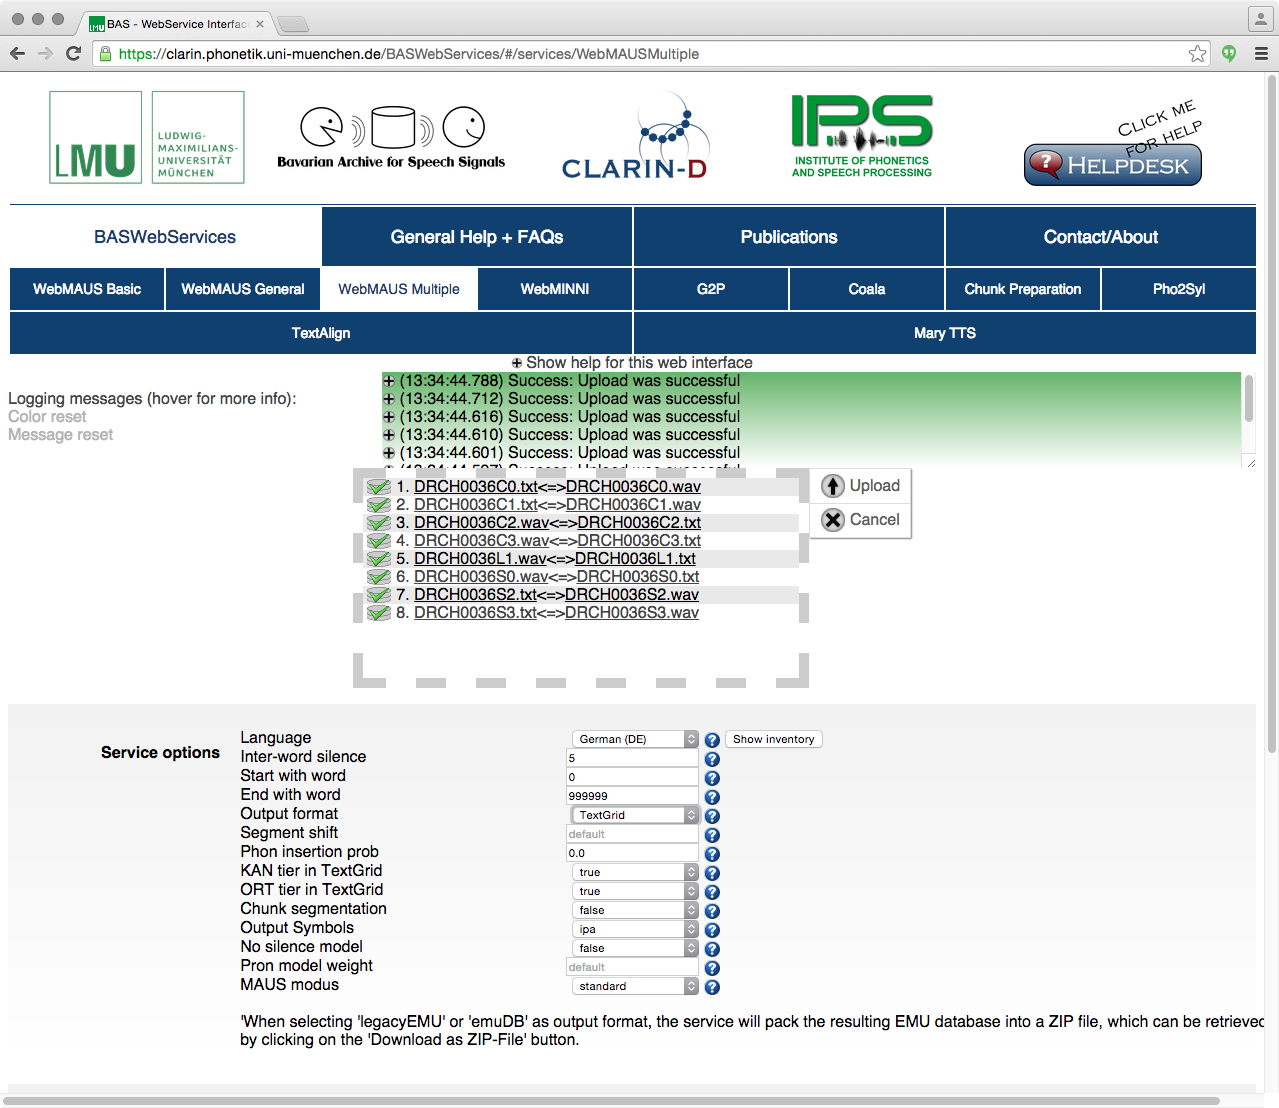 BAS - WebService Interfac
https://clarin.phonetik.uni-muenchen.de/BASWebServices/#/services/WebMAUSMultiple
LMU
LUDWIG-
MAXIMILIANS-
UNIVERSITÄT
MÜNCHEN
Bavarian Archive for Speech Signals
CLARIN-D
IPS
INSTITUTE OF PHONETICS
AND SPEECH PROCESSING
CLICK ME
FOR HELP
? HELPDESK
BASWebServices General Help + FAQs Publications Contact/About
WebMAUS Basic WebMAUS General WebMAUS Multiple WebMINNI G2P Coala Chunk Preparation Pho2Syl
TextAlign Mary TTS
Show help for this web interface
Logging messages (hover for more info):
Color reset
Message reset
(13:34:44.788) Success: Upload was successful
(13:34:44.712) Success: Upload was successful
(13:34:44.616) Success: Upload was successful
(13:34:44.610) Success: Upload was successful
(13:34:44.601) Success: Upload was successful
1. DRCH0036C0.txt<=>DRCH0036C0.wav
2. DRCH0036C1.txt<=>DRCH0036C1.wav
3. DRCH0036C2.wav<=>DRCH0036C2.txt
4. DRCH0036C3.wav<=>DRCH0036C3.txt
5. DRCH0036L1.wav<=>DRCH0036L1.txt
6. DRCH0036S0.wav<=>DRCH0036S0.txt
7. DRCH0036S2.txt<=>DRCH0036S2.wav
8. DRCH0036S3.txt<=>DRCH0036S3.wav
Upload
Cancel
Service options
Language German (DE) ? Show inventory
Inter-word silence 5 ?
Start with word 0 ?
End with word 999999 ?
Output format TextGrid ?
Segment shift default ?
Phon insertion prob 0.0 ?
KAN tier in TextGrid true ?
ORT tier in TextGrid true ?
Chunk segmentation false ?
Output Symbols ipa ?
No silence model false ?
Pron model weight default ?
MAUS modus standard ?
'When selecting 'legacyEMU' or 'emuDB' as output format, the service will pack the resulting EMU database into a ZIP file, which can be retrieved
by clicking on the 'Download as ZIP-File' button.